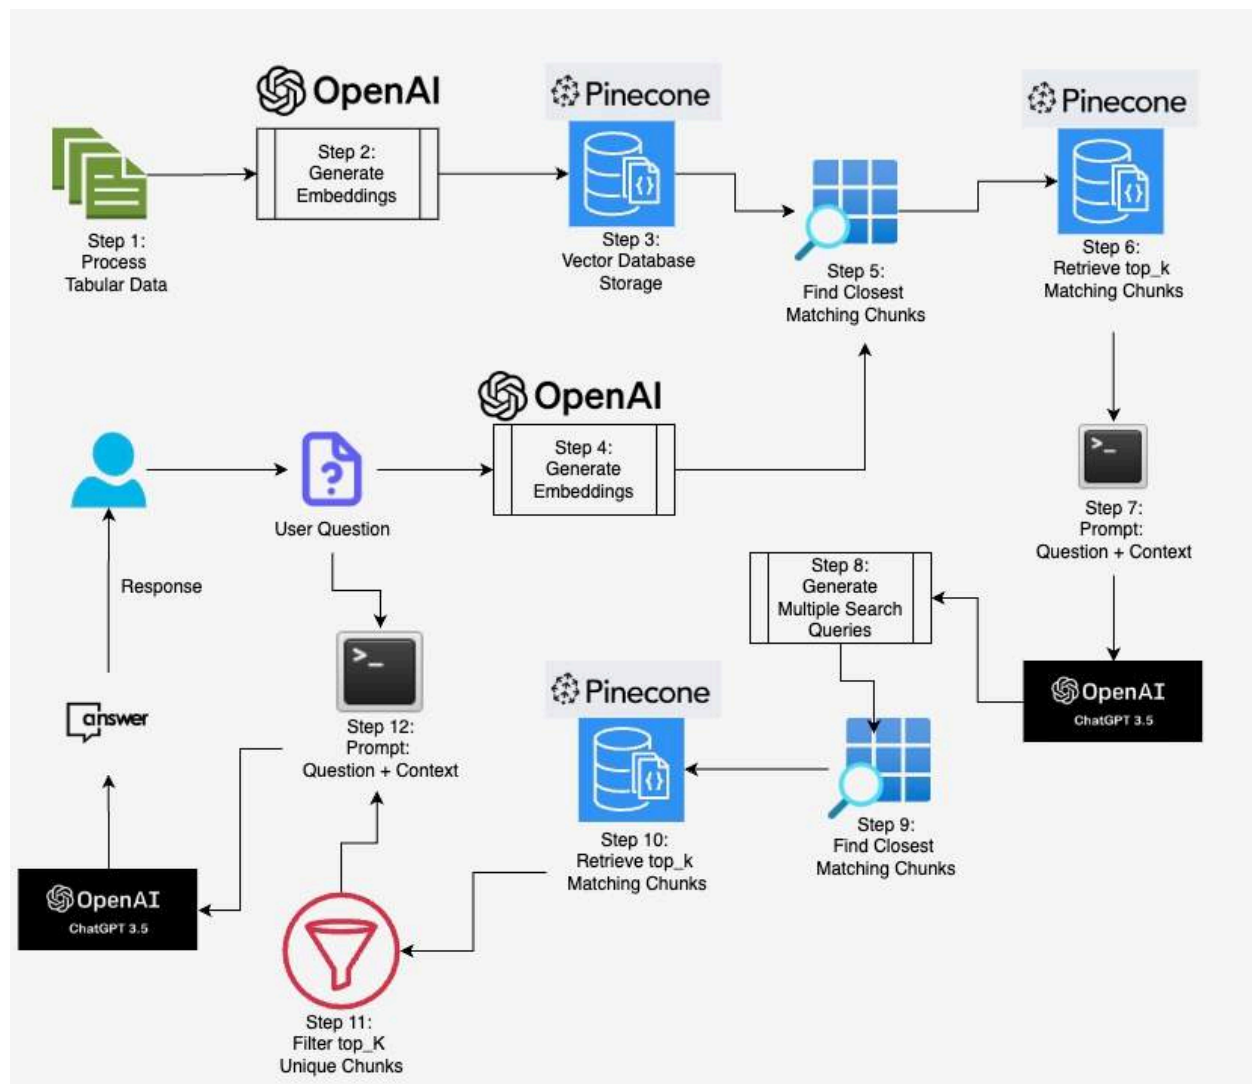 OpenAI
Pinecone
Pinecone
Step 2:
Generate
Embeddings
Step 1:
Process
Tabular Data
Step 3:
Vector Database
Storage
Step 5:
Find Closest
Matching Chunks
Step 6:
Retrieve top_k
Matching Chunks
OpenAI
Step 4:
Generate
Embeddings
User Question
>_
Step 7:
Prompt:
Question + Context
Response
Step 8:
Generate
Multiple Search
Queries
OpenAI
ChatGPT 3.5
>_
Step 12:
Prompt:
Question + Context
Pinecone
answer
Step 9:
Find Closest
Matching Chunks
Step 10:
Retrieve top_k
Matching Chunks
OpenAI
ChatGPT 3.5
Step 11:
Filter top_K
Unique Chunks